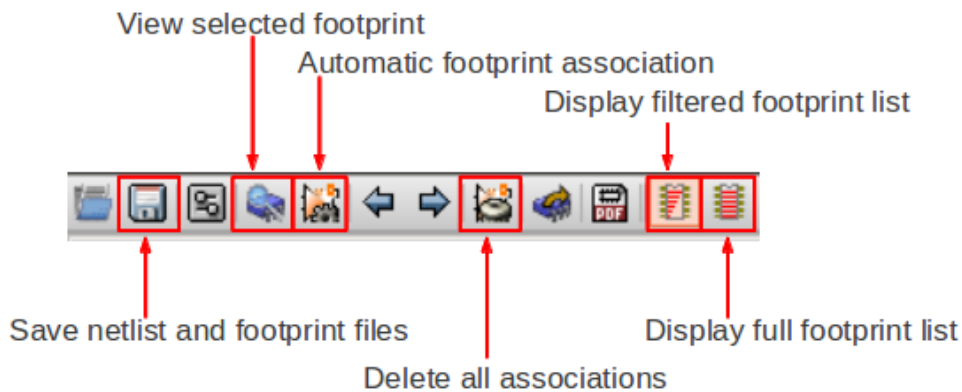 View selected footprint
Automatic footprint association
Display filtered footprint list
PDF
Save netlist and footprint files
Display full footprint list
Delete all associations